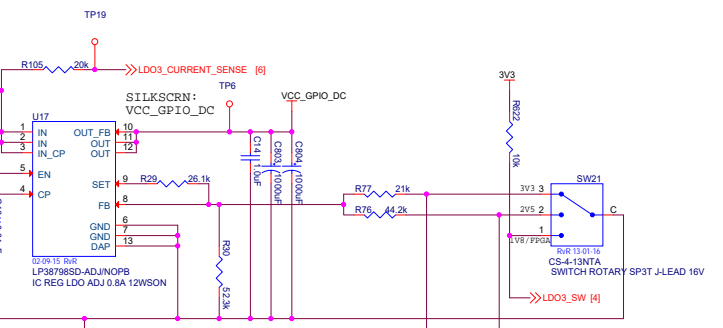 TP19
R105
20k
LDO3_CURRENT_SENSE [6]
TP6
3V3
SILKSCRN:
VCC_GPIO_DC
VCC_GPIO_DC
U17
R622
10k
1 IN OUT_FB 10
2 IN OUT 11
3 IN_CP OUT 12
C14
1.0uF
C803
1000uF
C804
1000uF
5 EN
SET 9
R29
26.1k
4 CP
FB 8
R77
21k
R76
44.2k
SW21
3V3 3
2V5 2
C
1V8/FPGA 1
GND 6
GND 7
DAP 13
R30
52.3k
02-09-15 RvR
LP38798SD-ADJ/NOPB
IC REG LDO ADJ 0.8A 12WSON
RvR 13-01-16
CS-4-13NTA
SWITCH ROTARY SP3T J-LEAD 16V
LDO3_SW [4]